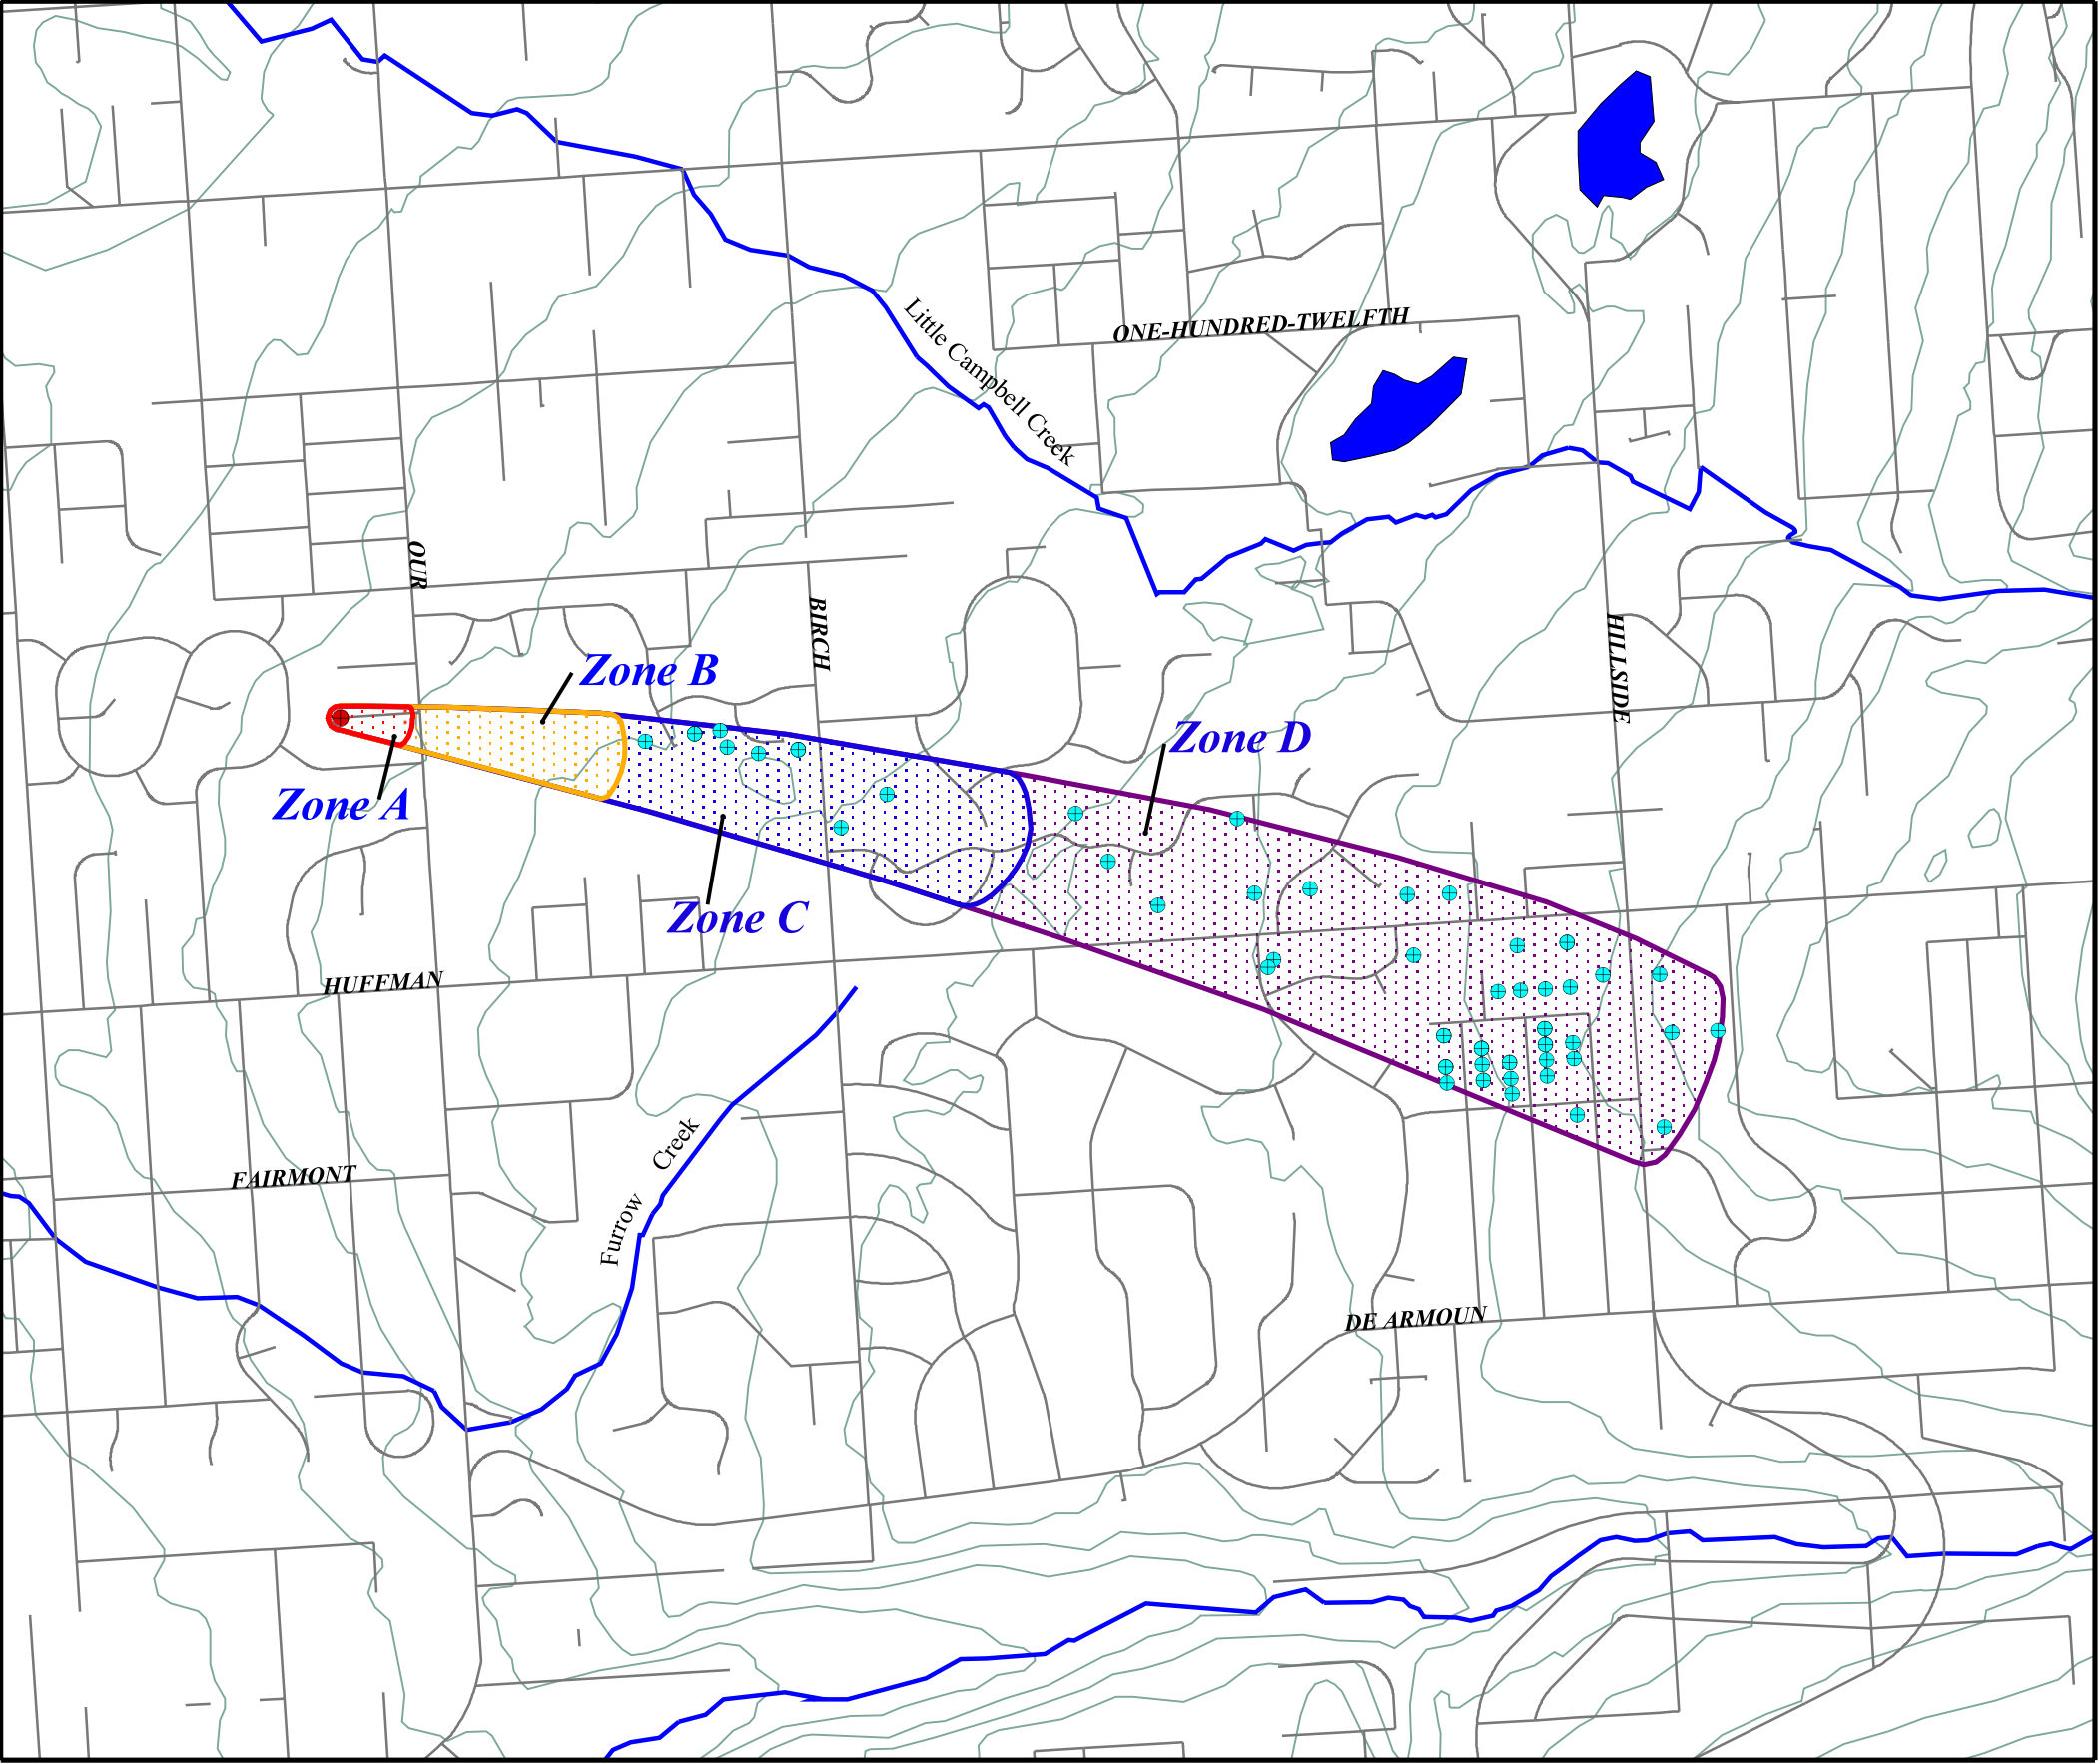 Little Campbell Creek
ONE-HUNDRED-TWELFTH
OUR
BIRCH
HILLSIDE
Zone B
Zone D
Zone A
Zone C
HUFFMAN
Creek
Furrow
FAIRMONT
DE ARMOUN